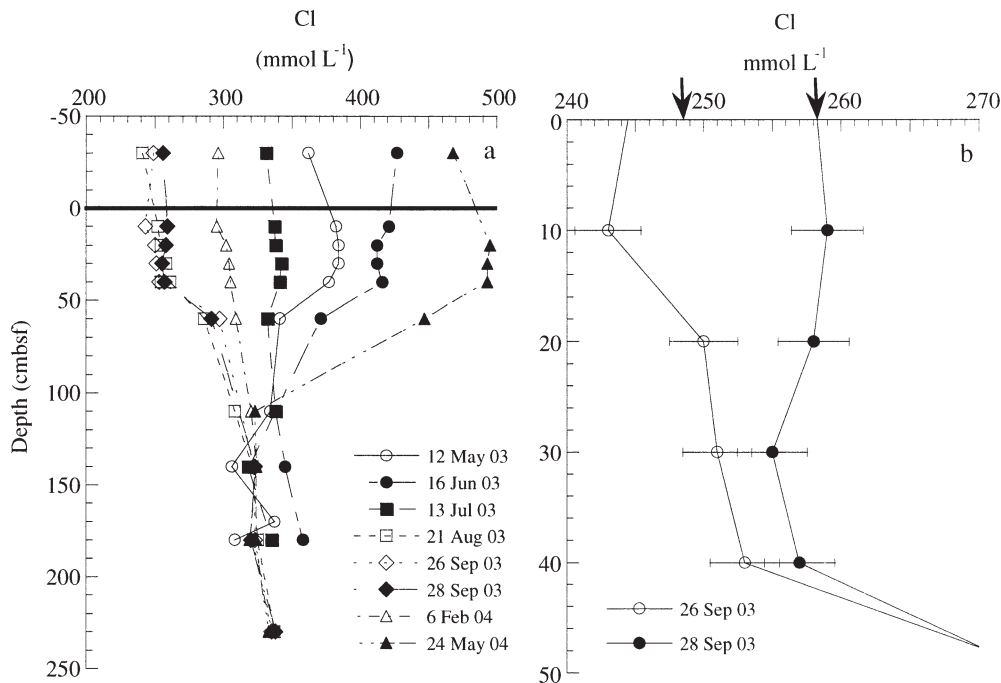 Cl
(mmol L-1)
200 300 400 500
-50
0
50
100
150
200
250
Depth (cmbsf)
a
12 May 03
16 Jun 03
13 Jul 03
21 Aug 03
26 Sep 03
28 Sep 03
6 Feb 04
24 May 04
Cl
mmol L-1
240 250 260 270
0
10
20
30
40
50
b
26 Sep 03
28 Sep 03